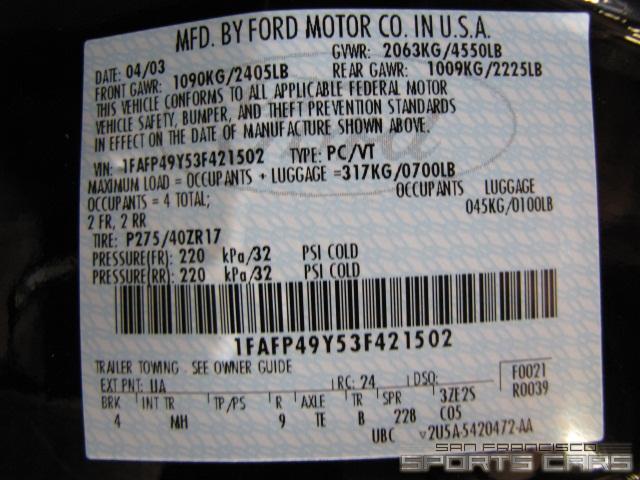 MFD. BY FORD MOTOR CO. IN U.S.A.
DATE: 04/03 GVWR: 2063KG/4550LB
FRONT GAWR: 1090KG/2405LB REAR GAWR: 1009KG/2225LB
THIS VEHICLE CONFORMS TO ALL APPLICABLE FEDERAL MOTOR
VEHICLE SAFETY, BUMPER, AND THEFT PREVENTION STANDARDS
IN EFFECT ON THE DATE OF MANUFACTURE SHOWN ABOVE.
VIN: 1FAFP49Y53F421502 TYPE: PC/VT
MAXIMUM LOAD = OCCUPANTS + LUGGAGE =317KG/0700LB
OCCUPANTS = 4 TOTAL; OCCUPANTS LUGGAGE
2 FR, 2 RR 045KG/0100LB
TIRE: P275/40ZR17
PRESSURE(FR): 220 kPa/32 PSI COLD
PRESSURE(RR): 220 kPa/32 PSI COLD
1FAFP49Y53F421502
TRAILER TOWING - SEE OWNER GUIDE
EXT PNT: UA RC: 24 DSO: F0021
BRK INT TR TP/PS R AXLE TR SPR 3ZE2S R0039
4 MH 9 TE B 228 C05
UBC 2U5A-5420472-AA
SAN FRANCISCO
SPORTS CARS